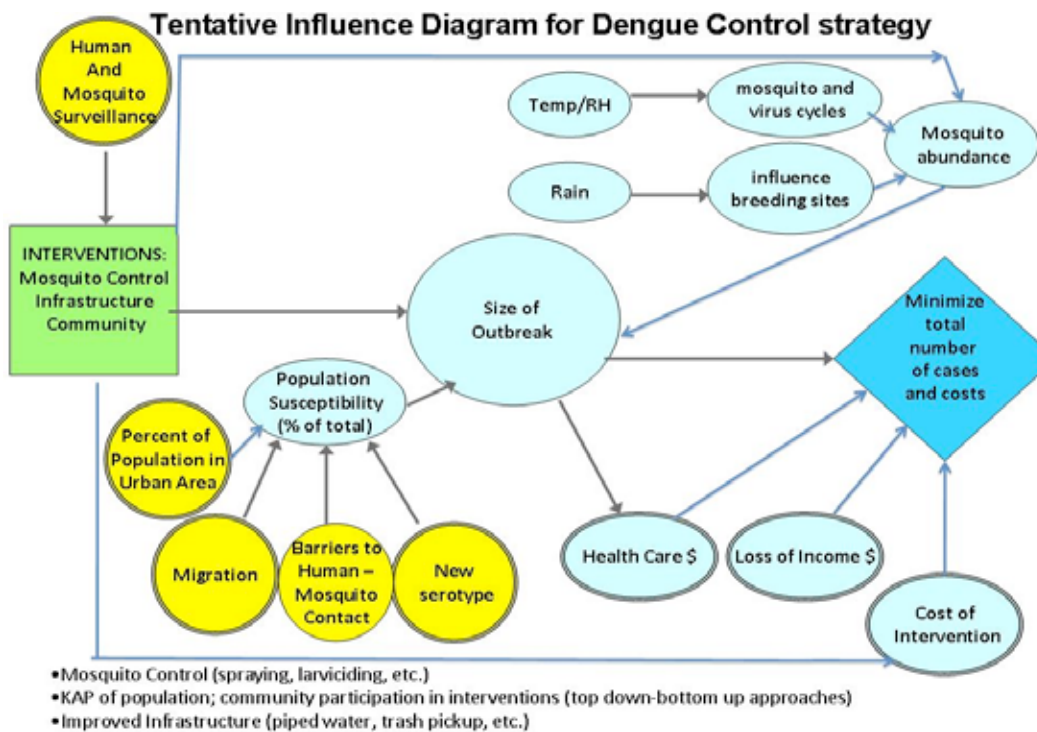 Tentative Influence Diagram for Dengue Control strategy
Human
And
Mosquito
Surveillance
Temp/RH
mosquito and
virus cycles
Mosquito
abundance
Rain
influence
breeding sites
INTERVENTIONS:
Mosquito Control
Infrastructure
Community
Size of
Outbreak
Minimize
total
number
of cases
and costs
Population
Susceptibility
(% of total)
Percent of
Population in
Urban Area
Migration
Barriers to
Human –
Mosquito
Contact
New
serotype
Health Care $
Loss of Income $
Cost of
Intervention
•Mosquito Control (spraying, larviciding, etc.)
•KAP of population; community participation in interventions (top down-bottom up approaches)
•Improved Infrastructure (piped water, trash pickup, etc.)